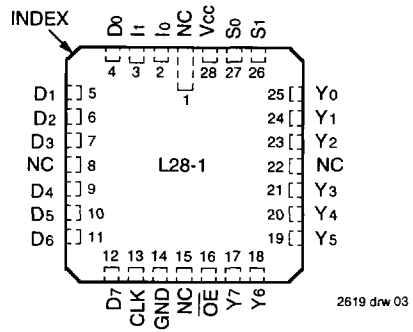 INDEX
D0 I1 I0 NC Vcc S0 S1
4 3 2 28 27 26
1
D1 5 25 Y0
D2 6 24 Y1
D3 7 23 Y2
NC 8 L28-1 22 NC
D4 9 21 Y3
D5 10 20 Y4
D6 11 19 Y5
12 13 14 15 16 17 18
D7 CLK GND NC OE Y7 Y6
2619 drw 03